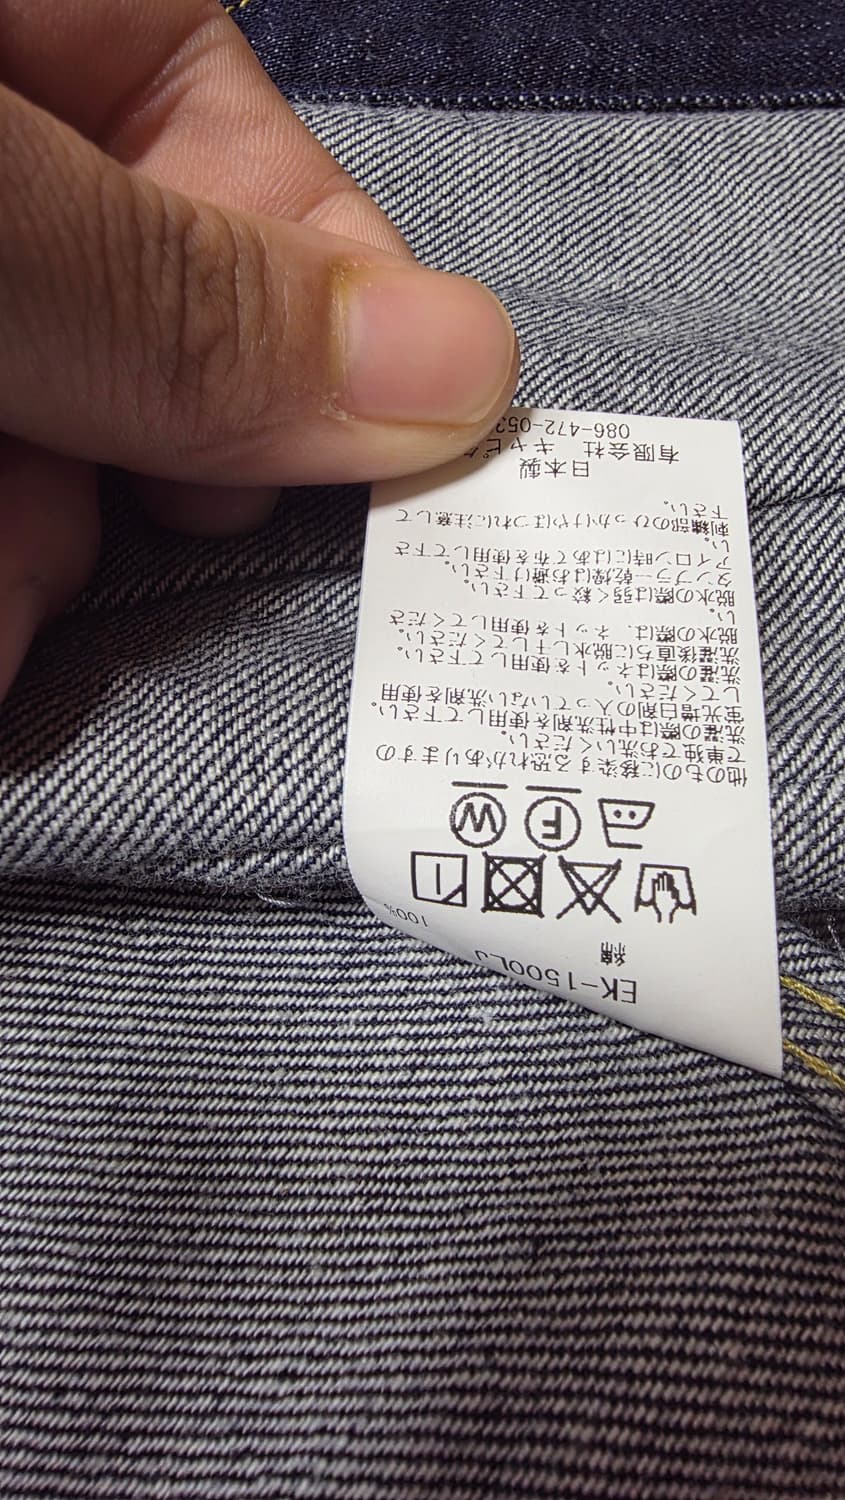 EK-1500LJ
綿 100%
他のものに移染する恐れがありますの
で単独でお洗いください。
洗濯の際は中性洗剤を使用して下さい。
蛍光増白剤の入っていない洗剤を使用
してください。
洗濯の際はネットを使用して下さい。
洗濯後直ちに脱水し干してください。
脱水の際は、ネットを使用してくださ
い。
脱水の際は弱く絞って下さい。
タンブラー乾燥はお避け下さい。
アイロン時にはあて布を使用して下さ
い。
刺繍部のひっかけやほつれに注意して
下さい。
日本製
有限会社 キャピタ
086-472-053